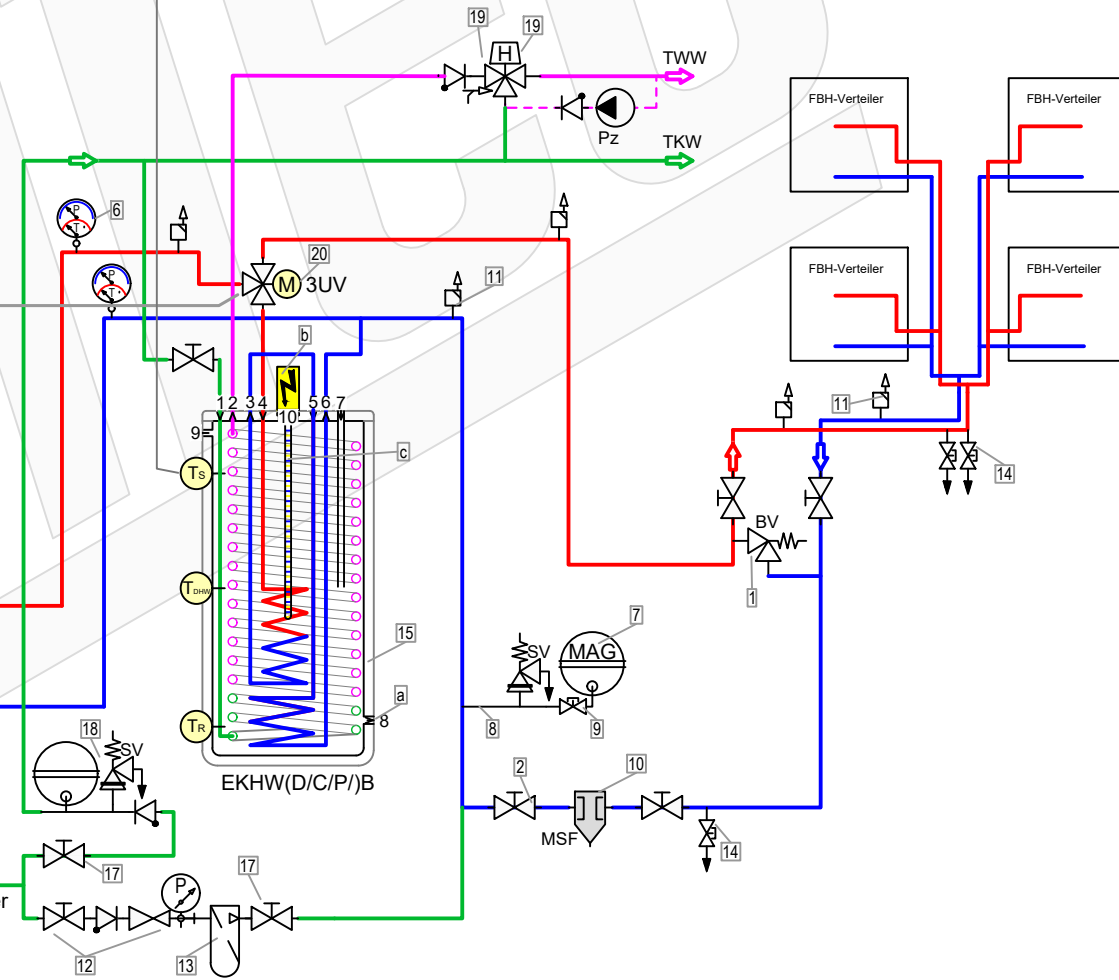 19
19
H
TWW
Pz
TKW
FBH-Verteiler
FBH-Verteiler
6
P
T
P
T
20
M
3UV
11
FBH-Verteiler
FBH-Verteiler
b
1 2 3 4 5 6 7
10
9
c
11
TS
14
BV
1
TDHW
7
15
SV
MAG
TR
a
8
8
9
18
SV
EKHW(D/C/P/)B
2
10
MSF
14
17
17
er
P
12
13